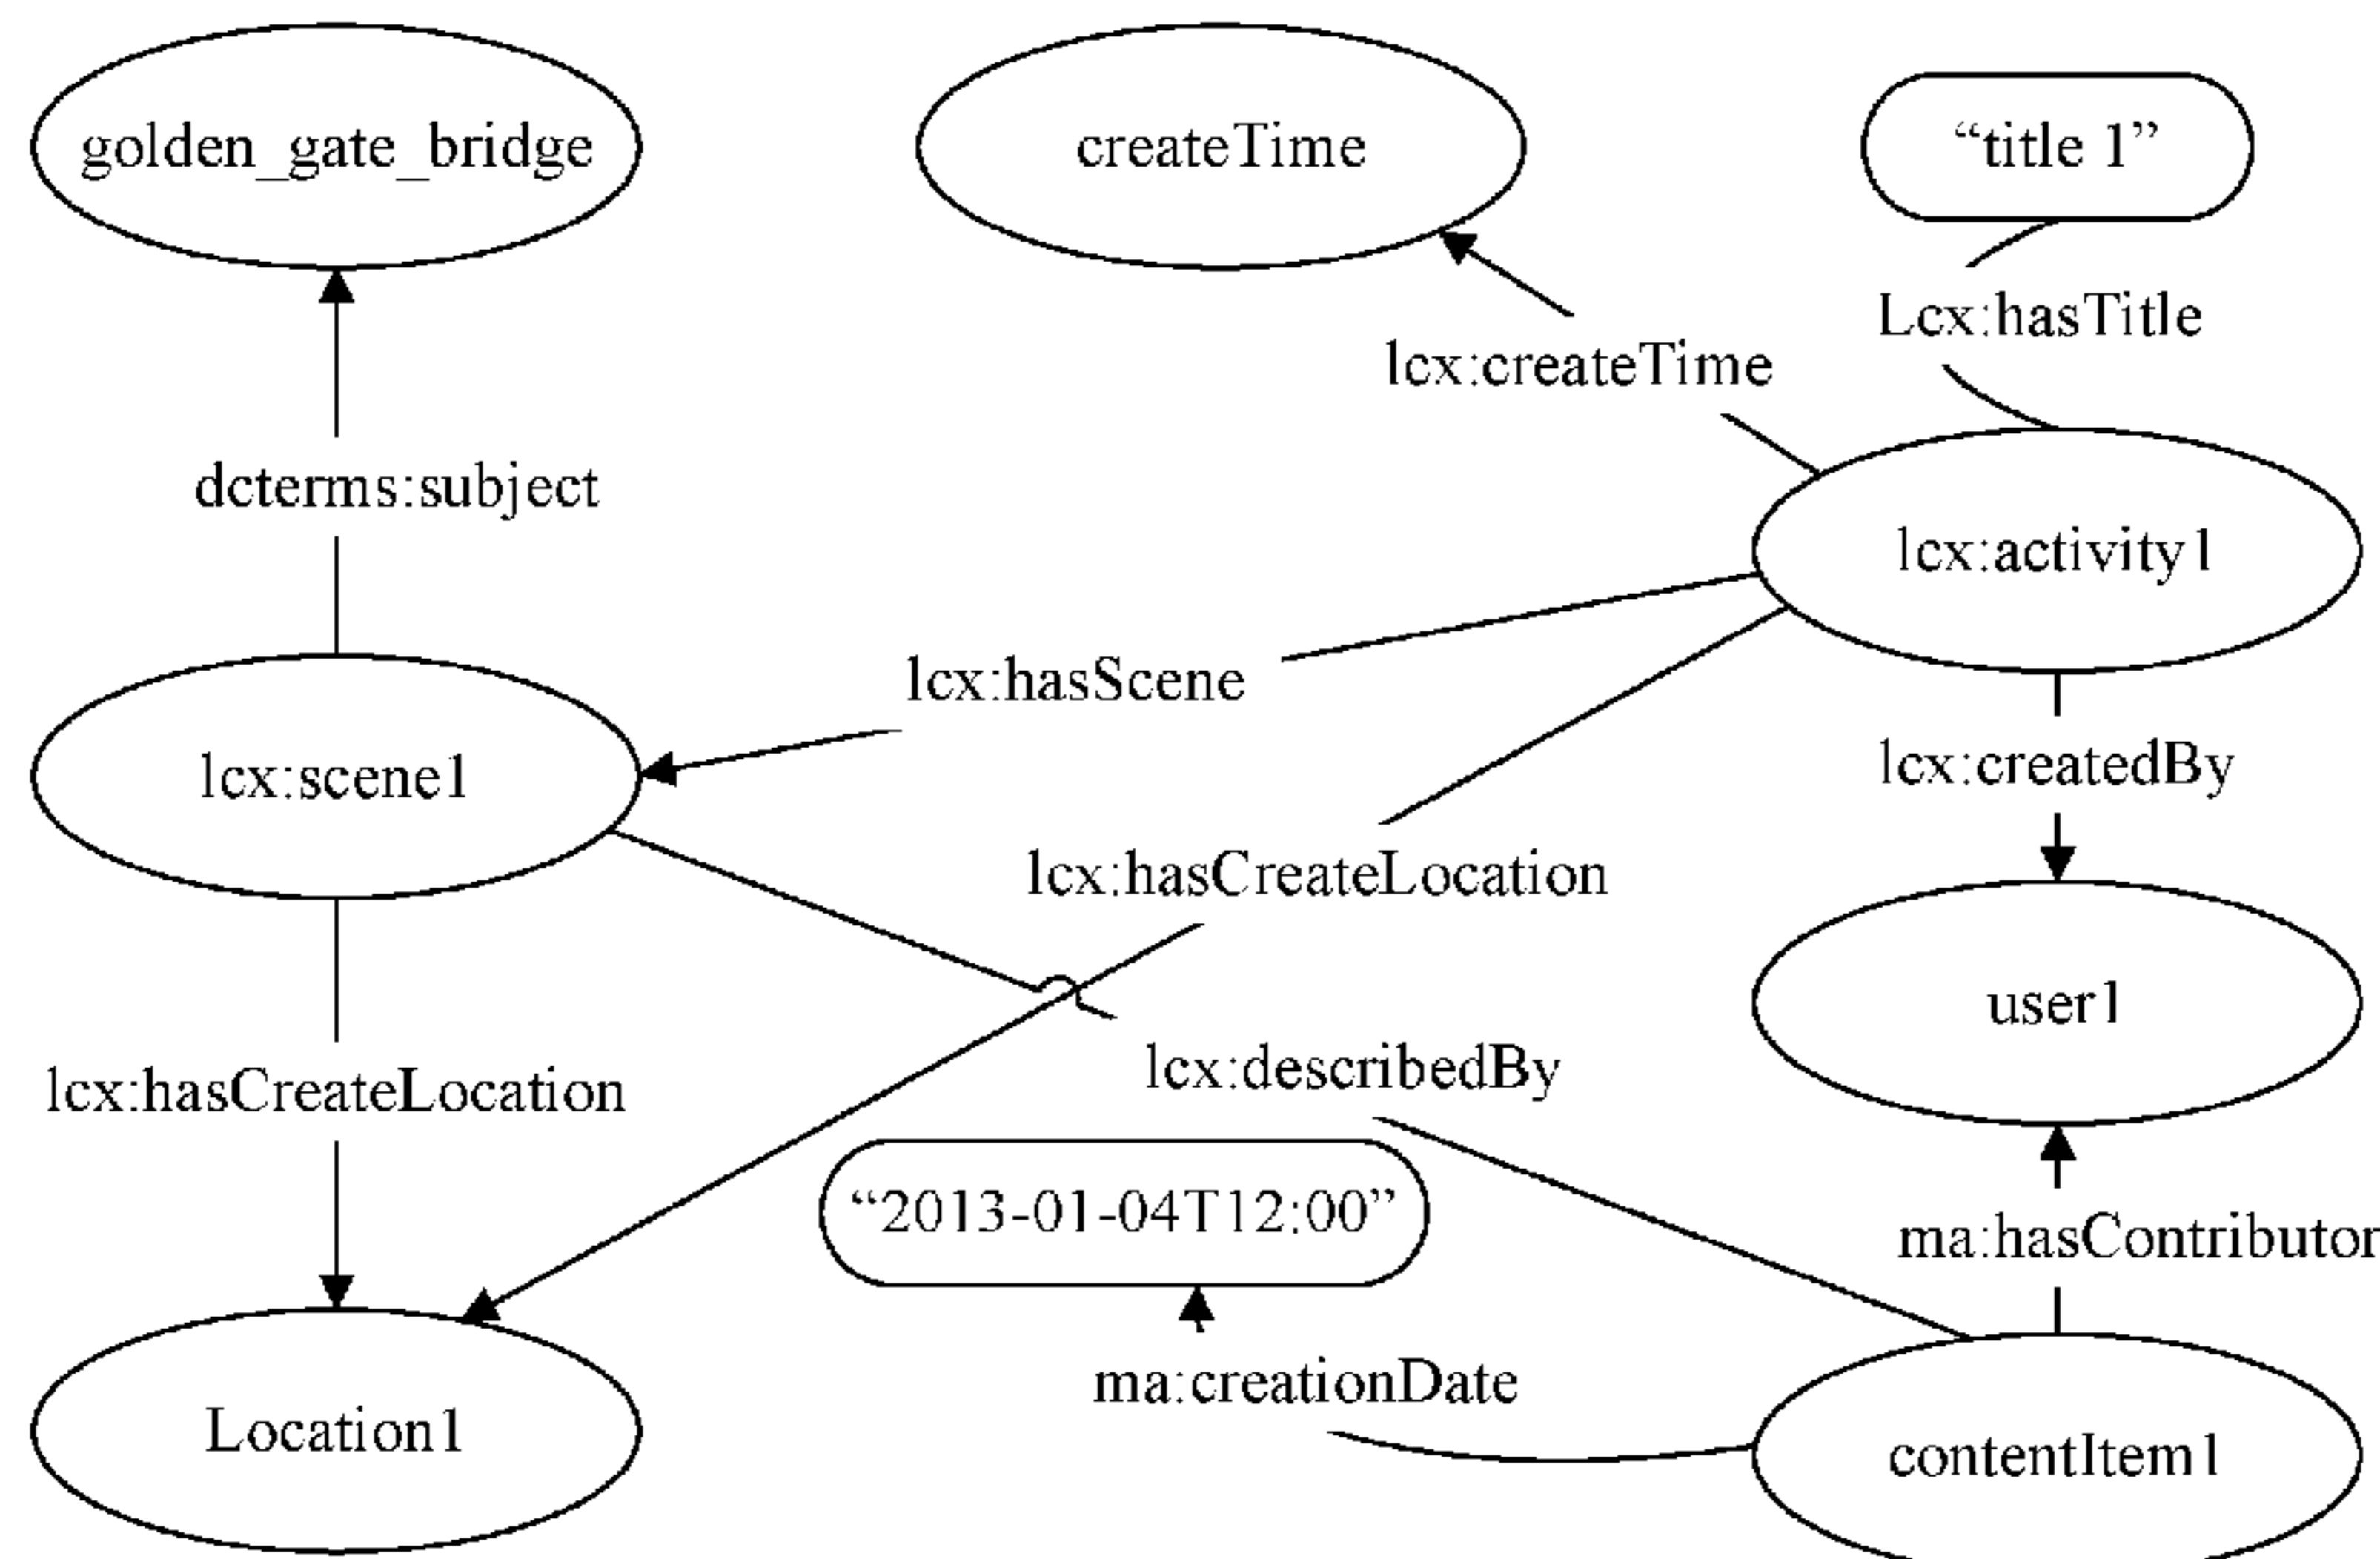 golden_gate_bridge
createTime
“title 1”
Lcx:hasTitle
lcx:createTime
dcterms:subject
lcx:activity1
lcx:hasScene
lcx:scene1
lcx:createdBy
lcx:hasCreateLocation
user1
lcx:describedBy
lcx:hasCreateLocation
“2013-01-04T12:00”
ma:hasContributor
ma:creationDate
Location1
contentItem1